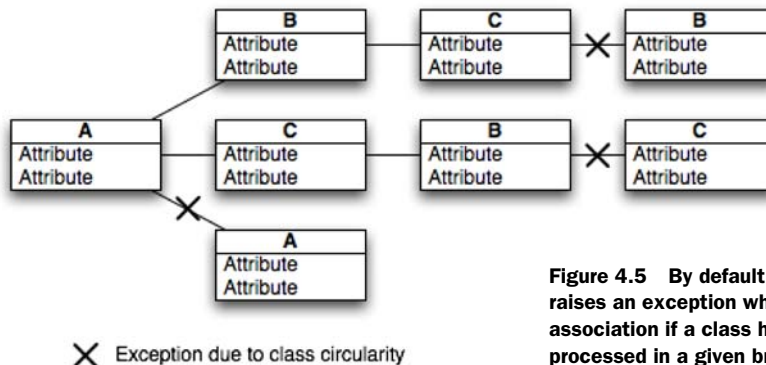 B
Attribute
Attribute
C
Attribute
Attribute
B
Attribute
Attribute
A
Attribute
Attribute
C
Attribute
Attribute
B
Attribute
Attribute
C
Attribute
Attribute
A
Attribute
Attribute
Figure 4.5 By default
raises an exception wh
association if a class h
processed in a given br
Exception due to class circularity